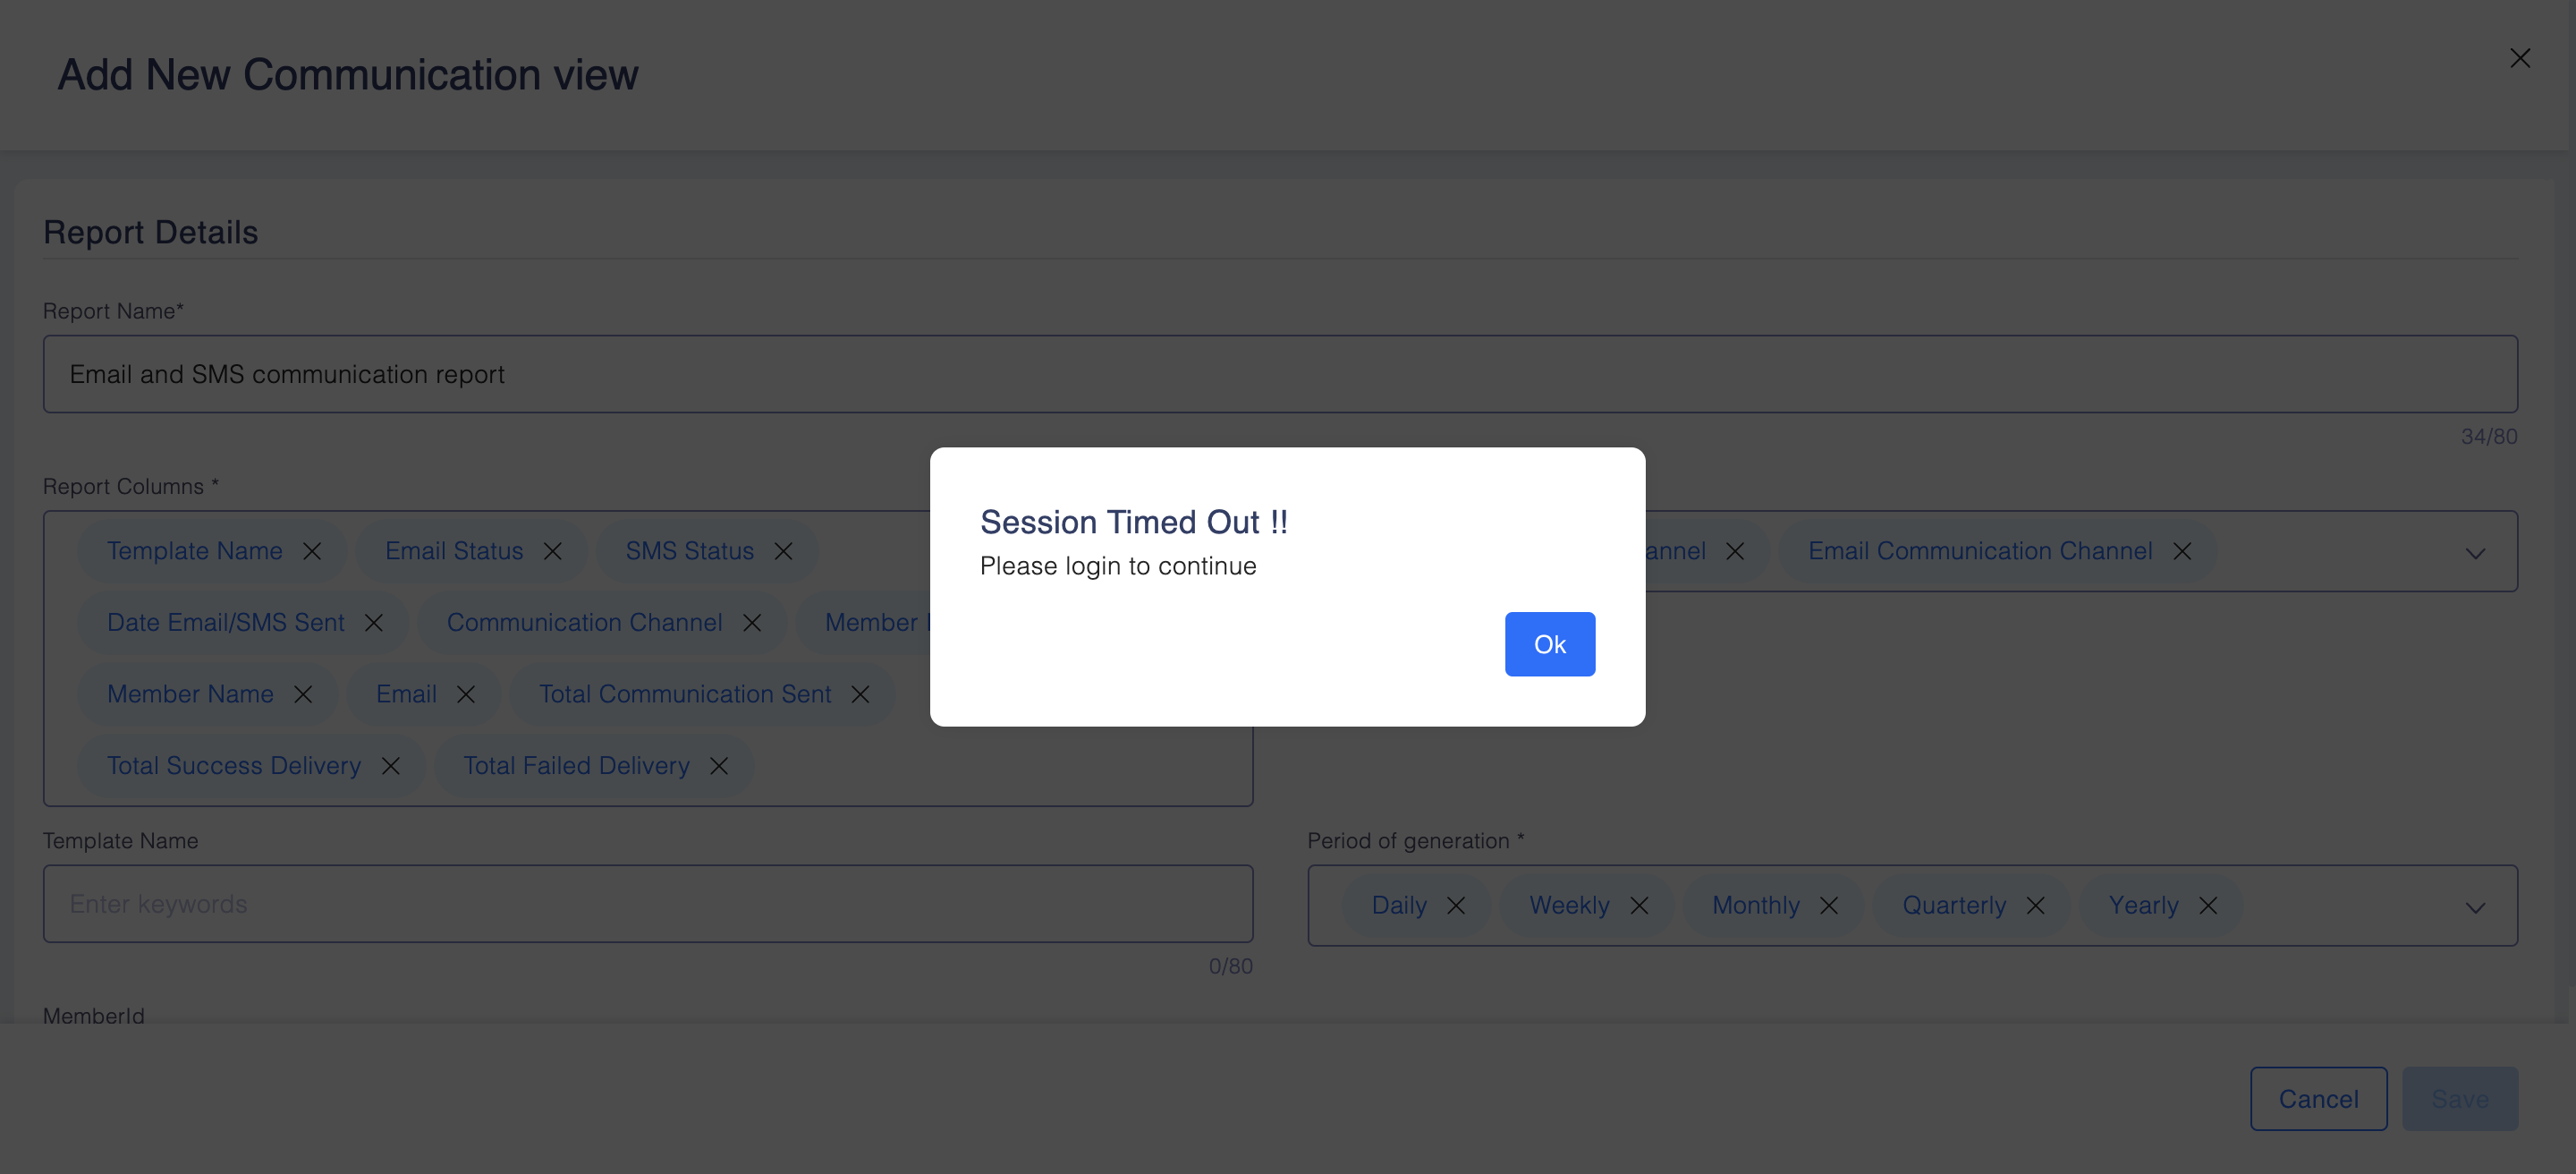 Add New Communication view
Report Details
Report Name*
Email and SMS communication report
34/80
Report Columns *
Template Name Email Status SMS Status
Email Communication Channel
Date Email/SMS Sent Communication Channel Member
Member Name Email Total Communication Sent
Total Success Delivery Total Failed Delivery
Session Timed Out !!
Please login to continue
Ok
Template Name
Enter keywords
0/80
Period of generation *
Daily Weekly Monthly Quarterly Yearly
MemberId
Cancel Save